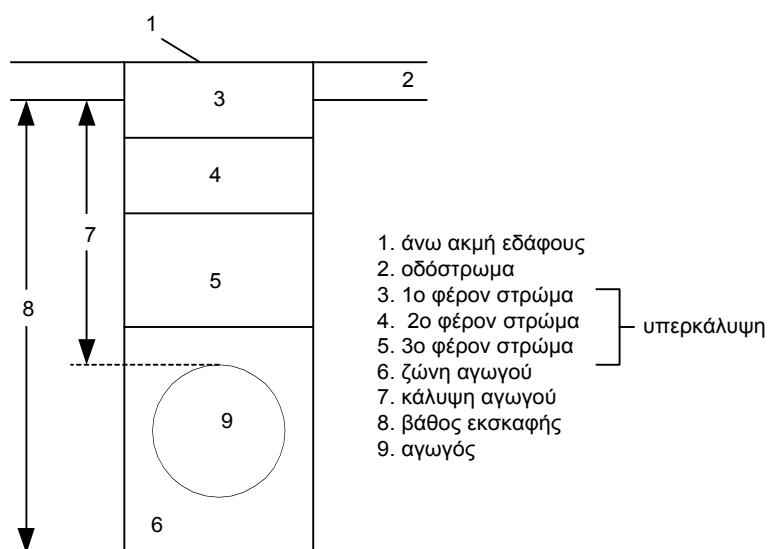 1
2
3
4
7
5
8
9
6
1. άνω ακμή εδάφους
2. οδόστρωμα
3. 1ο φέρον στρώμα
4. 2ο φέρον στρώμα
5. 3ο φέρον στρώμα
υπερκάλυψη
6. ζώνη αγωγού
7. κάλυψη αγωγού
8. βάθος εκσκαφής
9. αγωγός